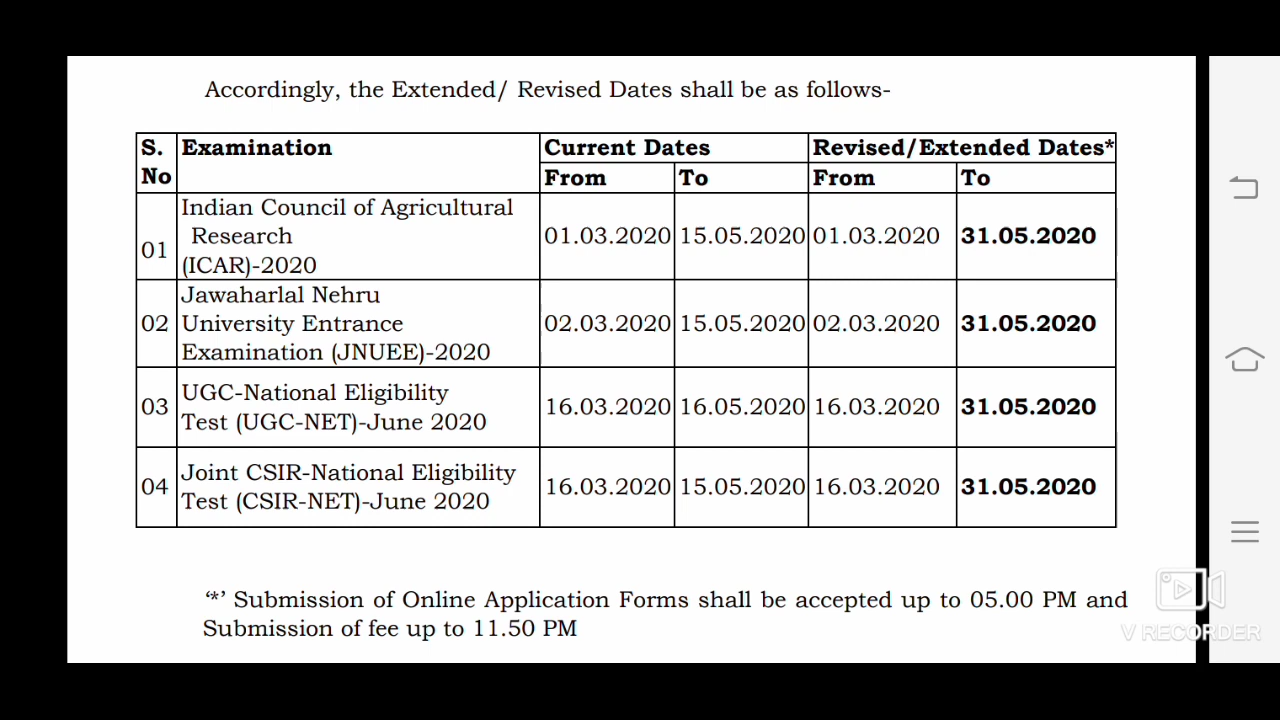 Accordingly, the Extended/ Revised Dates shall be as follows-
S. No Examination Current Dates Revised/Extended Dates*
From To From To
01 Indian Council of Agricultural Research (ICAR)-2020 01.03.2020 15.05.2020 01.03.2020 31.05.2020
02 Jawaharlal Nehru University Entrance Examination (JNUEE)-2020 02.03.2020 15.05.2020 02.03.2020 31.05.2020
03 UGC-National Eligibility Test (UGC-NET)-June 2020 16.03.2020 16.05.2020 16.03.2020 31.05.2020
04 Joint CSIR-National Eligibility Test (CSIR-NET)-June 2020 16.03.2020 15.05.2020 16.03.2020 31.05.2020
‘*’ Submission of Online Application Forms shall be accepted up to 05.00 PM and
Submission of fee up to 11.50 PM
V RECORDER